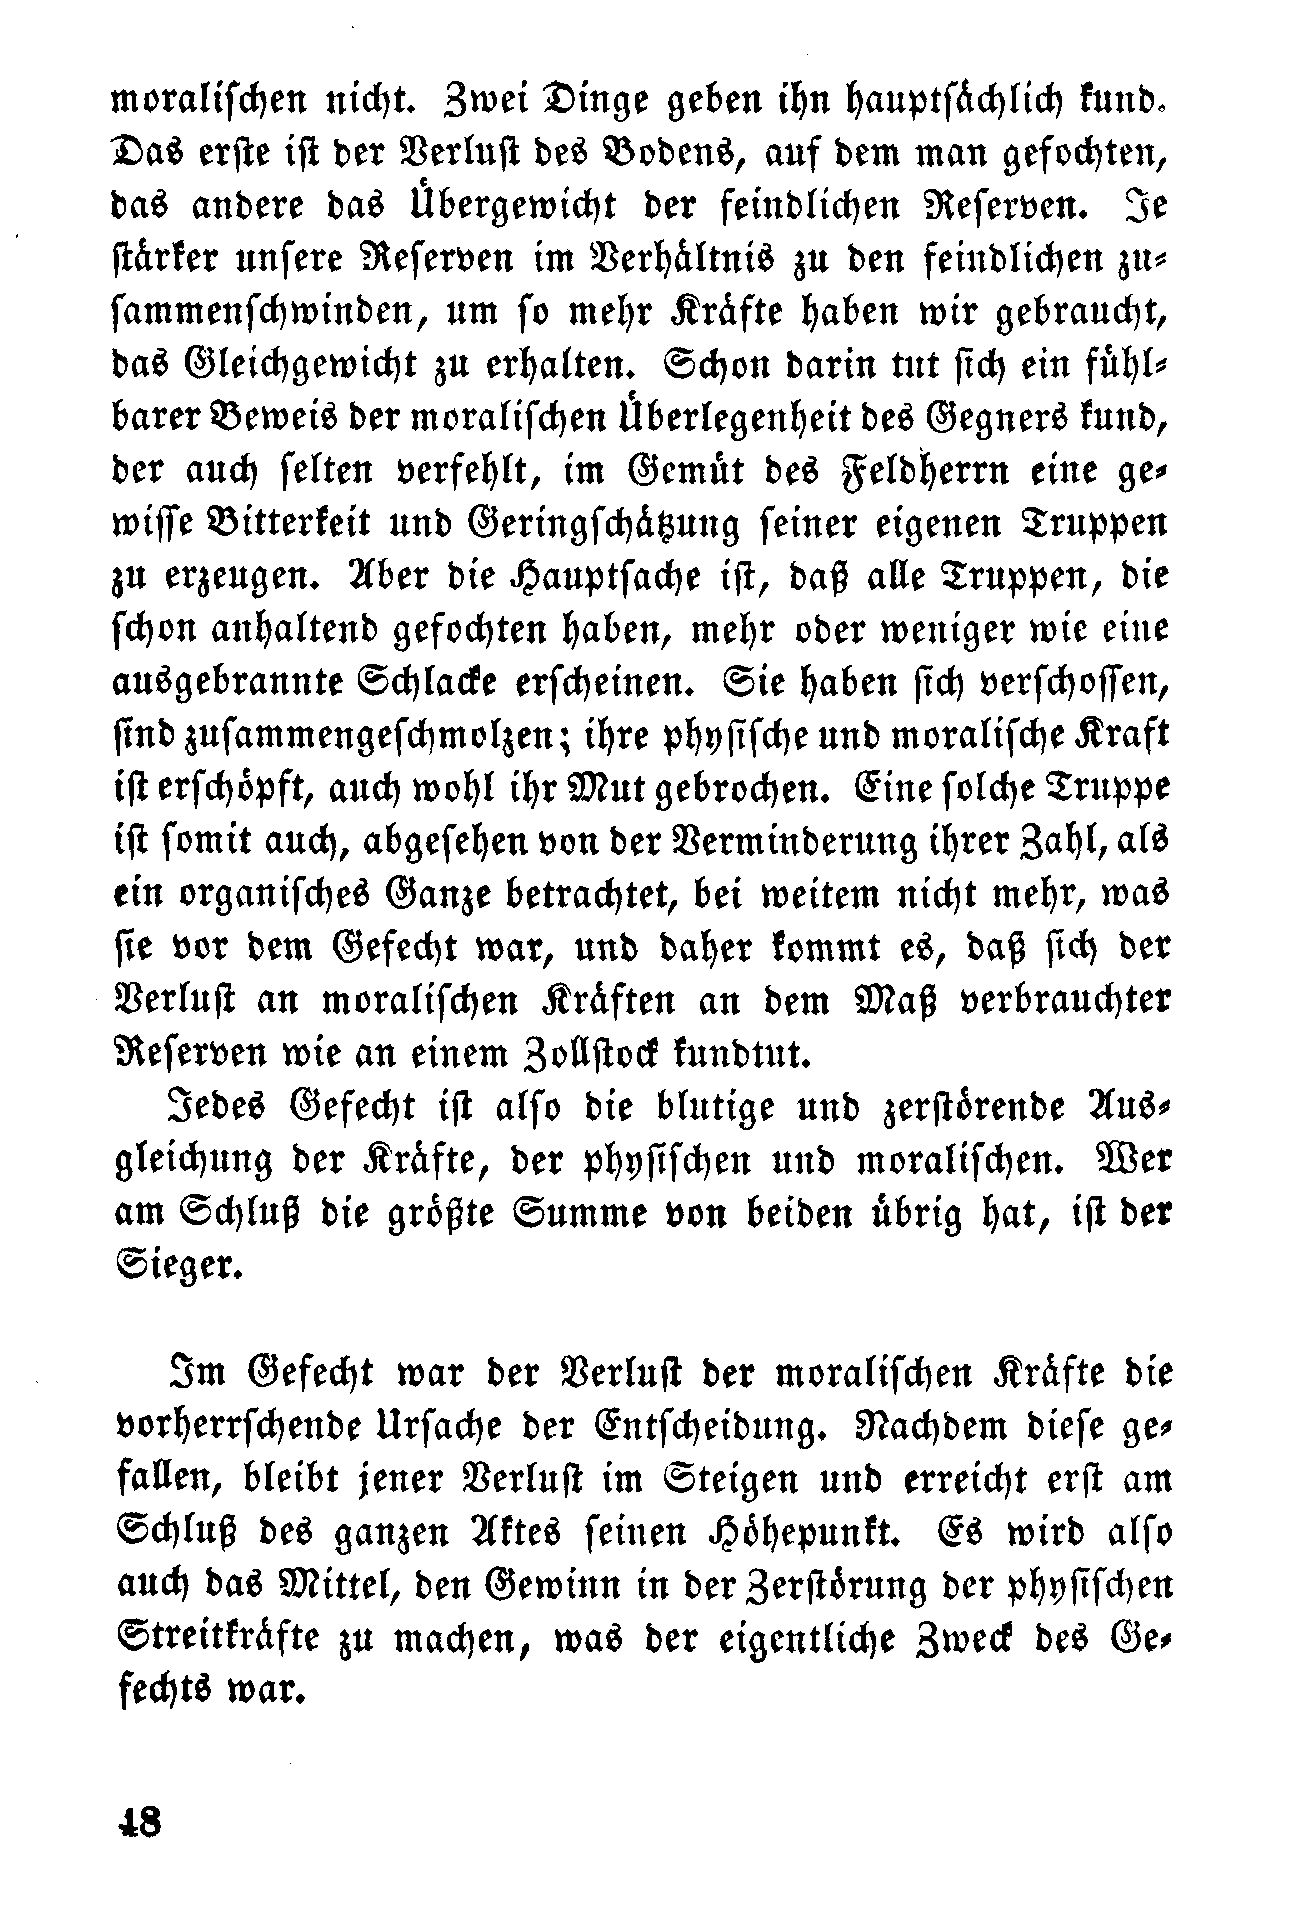 moralischen nicht. Zwei Dinge geben ihn hauptsächlich kund.
Das erste ist der Verlust des Bodens, auf dem man gefochten,
das andere das Übergewicht der feindlichen Reserven. Je
stärker unsere Reserven im Verhältnis zu den feindlichen zu-
sammenschwinden, um so mehr Kräfte haben wir gebraucht,
das Gleichgewicht zu erhalten. Schon darin tut sich ein fühl-
barer Beweis der moralischen Überlegenheit des Gegners kund,
der auch selten verfehlt, im Gemüt des Feldherrn eine ge-
wisse Bitterkeit und Geringschätzung seiner eigenen Truppen
zu erzeugen. Aber die Hauptsache ist, daß alle Truppen, die
schon anhaltend gefochten haben, mehr oder weniger wie eine
ausgebrannte Schlacke erscheinen. Sie haben sich verschossen,
sind zusammengeschmolzen; ihre physische und moralische Kraft
ist erschöpft, auch wohl ihr Mut gebrochen. Eine solche Truppe
ist somit auch, abgesehen von der Verminderung ihrer Zahl, als
ein organisches Ganze betrachtet, bei weitem nicht mehr, was
sie vor dem Gefecht war, und daher kommt es, daß sich der
Verlust an moralischen Kräften an dem Maß verbrauchter
Reserven wie an einem Zollstock kundtut.
Jedes Gefecht ist also die blutige und zerstörende Aus-
gleichung der Kräfte, der physischen und moralischen. Wer
am Schluß die größte Summe von beiden übrig hat, ist der
Sieger.
Im Gefecht war der Verlust der moralischen Kräfte die
vorherrschende Ursache der Entscheidung. Nachdem diese ge-
fallen, bleibt jener Verlust im Steigen und erreicht erst am
Schluß des ganzen Aktes seinen Höhepunkt. Es wird also
auch das Mittel, den Gewinn in der Zerstörung der physischen
Streitkräfte zu machen, was der eigentliche Zweck des Ge-
fechts war.
48